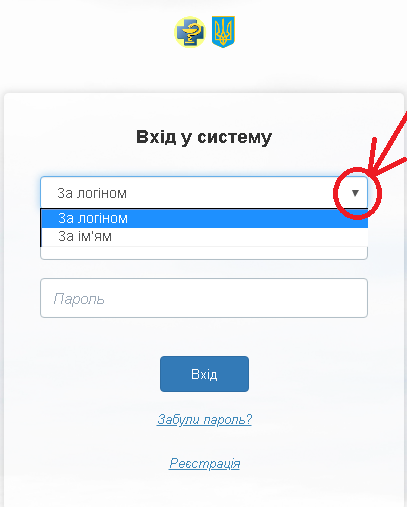 Вхід у систему
За логіном
За логіном
За ім'ям
Пароль
Вхід
Забули пароль?
Реєстрація